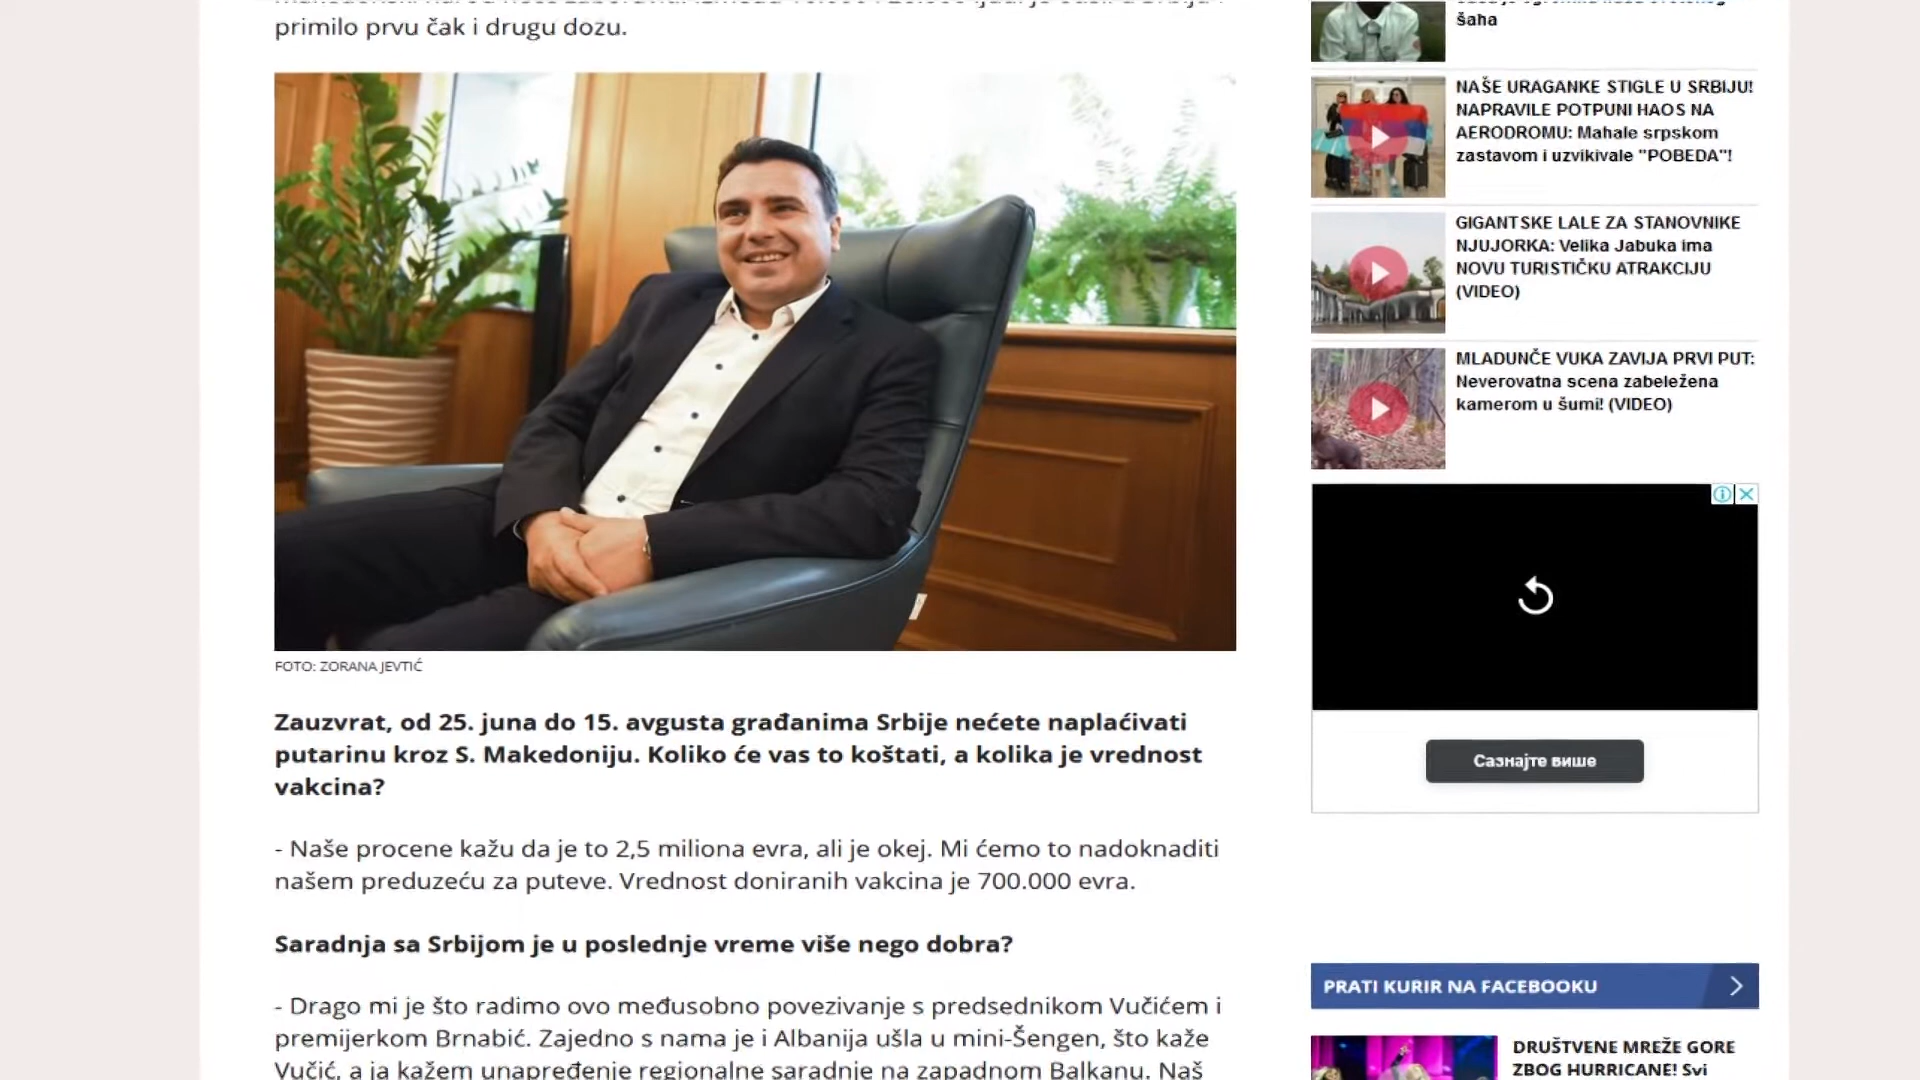 primilo prvu čak i drugu dozu.
FOTO: ZORANA JEVTIĆ
Zauzvrat, od 25. juna do 15. avgusta građanima Srbije nećete naplaćivati
putarinu kroz S. Makedoniju. Koliko će vas to koštati, a kolika je vrednost
vakcina?
- Naše procene kažu da je to 2,5 miliona evra, ali je okej. Mi ćemo to nadoknaditi
našem preduzeću za puteve. Vrednost doniranih vakcina je 700.000 evra.
Saradnja sa Srbijom je u poslednje vreme više nego dobra?
- Drago mi je što radimo ovo međusobno povezivanje s predsednikom Vučićem i
premijerkom Brnabić. Zajedno s nama je i Albanija ušla u mini-Šengen, što kaže
Vučić, a ja kažem unapređenje regionalne saradnje na zapadnom Balkanu. Naš
šaha
NAŠE URAGANKE STIGLE U SRBIJU!
NAPRAVILE POTPUNI HAOS NA
AERODROMU: Mahale srpskom
zastavom i uzvikivale "POBEDA"!
GIGANTSKE LALE ZA STANOVNIKE
NJUJORKA: Velika Jabuka ima
NOVU TURISTIČKU ATRAKCIJU
(VIDEO)
MLADUNČE VUKA ZAVIJA PRVI PUT:
Neverovatna scena zabeležena
kamerom u šumi! (VIDEO)
Сазнајте више
PRATI KURIR NA FACEBOOKU
DRUŠTVENE MREŽE GORE
ZBOG HURRICANE! Svi